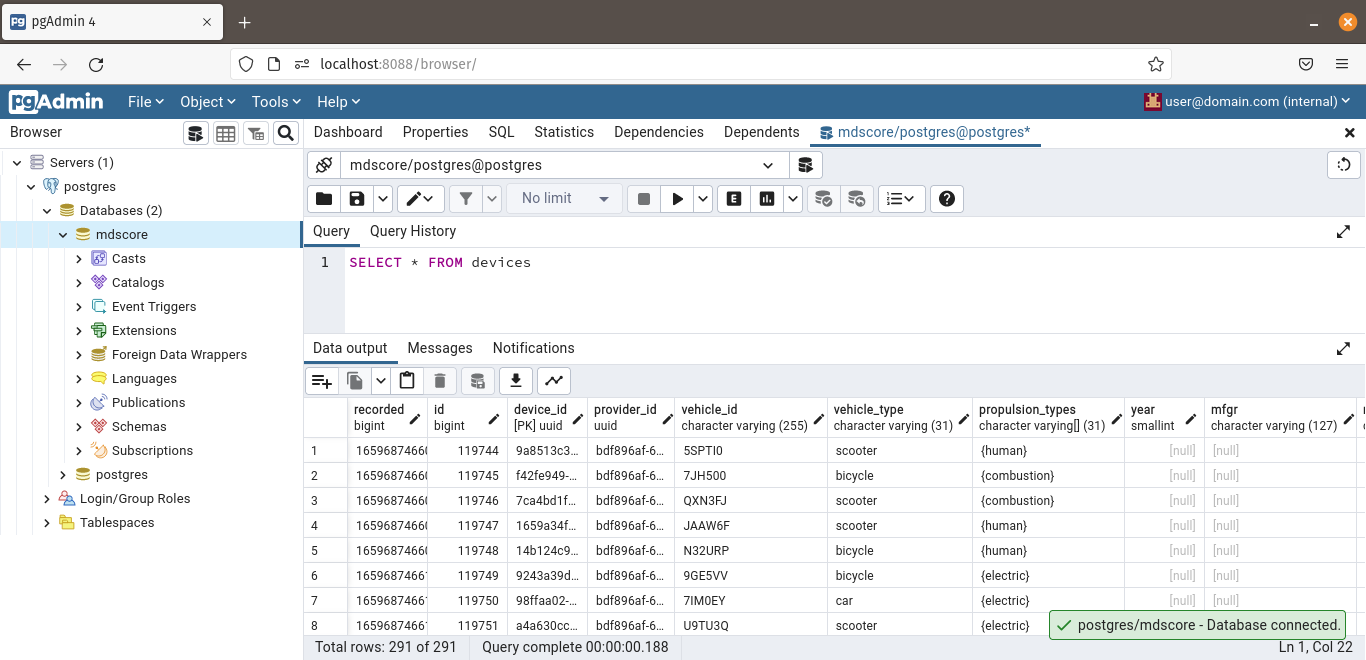 pgAdmin 4
localhost:8088/browser/
pgAdmin File Object Tools Help user@domain.com (internal)
Browser
Dashboard Properties SQL Statistics Dependencies Dependents mdscore/postgres@postgres*
Servers (1)
postgres
Databases (2)
mdscore
Casts
Catalogs
Event Triggers
Extensions
Foreign Data Wrappers
Languages
Publications
Schemas
Subscriptions
postgres
Login/Group Roles
Tablespaces
mdscore/postgres@postgres
No limit
Query Query History
1 SELECT * FROM devices
Data output Messages Notifications
recorded id device_id provider_id vehicle_id vehicle_type propulsion_types year mfgr
bigint bigint [PK] uuid uuid character varying (255) character varying (31) character varying[] (31) smallint character varying (127)
1 16596874660 119744 9a8513c3... bdf896af-6... 5SPTI0 scooter {human} [null] [null]
2 16596874660 119745 f42fe949-... bdf896af-6... 7JH500 bicycle {combustion} [null] [null]
3 16596874660 119746 7ca4bd1f... bdf896af-6... QXN3FJ scooter {combustion} [null] [null]
4 16596874660 119747 1659a34f... bdf896af-6... JAAW6F scooter {human} [null] [null]
5 16596874660 119748 14b124c9... bdf896af-6... N32URP bicycle {human} [null] [null]
6 1659687466 119749 9243a39d... bdf896af-6... 9GE5VV bicycle {electric} [null] [null]
7 1659687466 119750 98ffaa02-... bdf896af-6... 7IM0EY car {electric} [null] [null]
8 1659687466 119751 a4a630cc... bdf896af-6... U9TU3Q scooter {electric}
postgres/mdscore - Database connected.
Total rows: 291 of 291 Query complete 00:00:00.188 Ln 1, Col 22